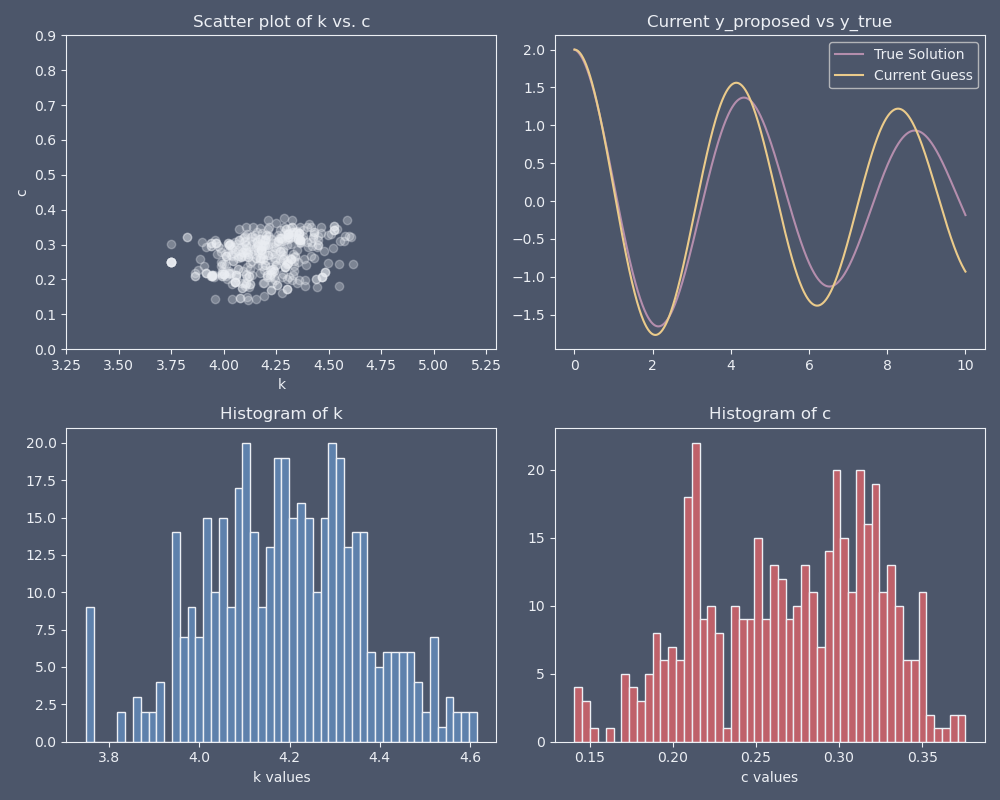 Scatter plot of k vs. c
0.9
0.8
0.7
0.6
0.5
0.4
0.3
0.2
0.1
0.0
c
3.25 3.50 3.75 4.00 4.25 4.50 4.75 5.00 5.25
k
Current y_proposed vs y_true
True Solution
Current Guess
2.0
1.5
1.0
0.5
0.0
−0.5
−1.0
−1.5
0 2 4 6 8 10
Histogram of k
20.0
17.5
15.0
12.5
10.0
7.5
5.0
2.5
0.0
3.8 4.0 4.2 4.4 4.6
k values
Histogram of c
20
15
10
5
0
0.15 0.20 0.25 0.30 0.35
c values